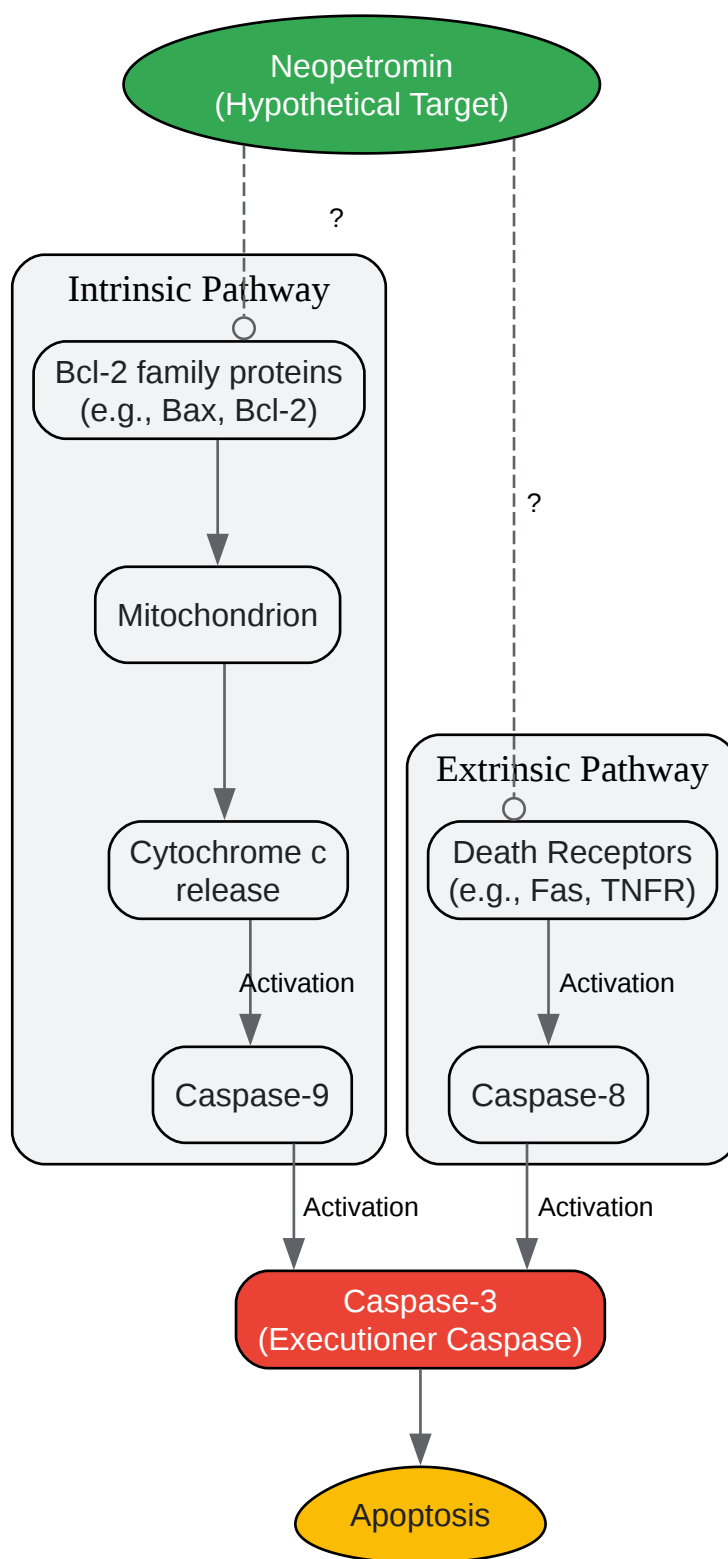 Neopetromin
(Hypothetical Target)
?
Intrinsic Pathway
Bcl-2 family proteins
(e.g., Bax, Bcl-2)
?
Mitochondrion
Extrinsic Pathway
Cytochrome c
release
Death Receptors
(e.g., Fas, TNFR)
Activation
Activation
Caspase-9
Caspase-8
Activation
Activation
Caspase-3
(Executioner Caspase)
Apoptosis